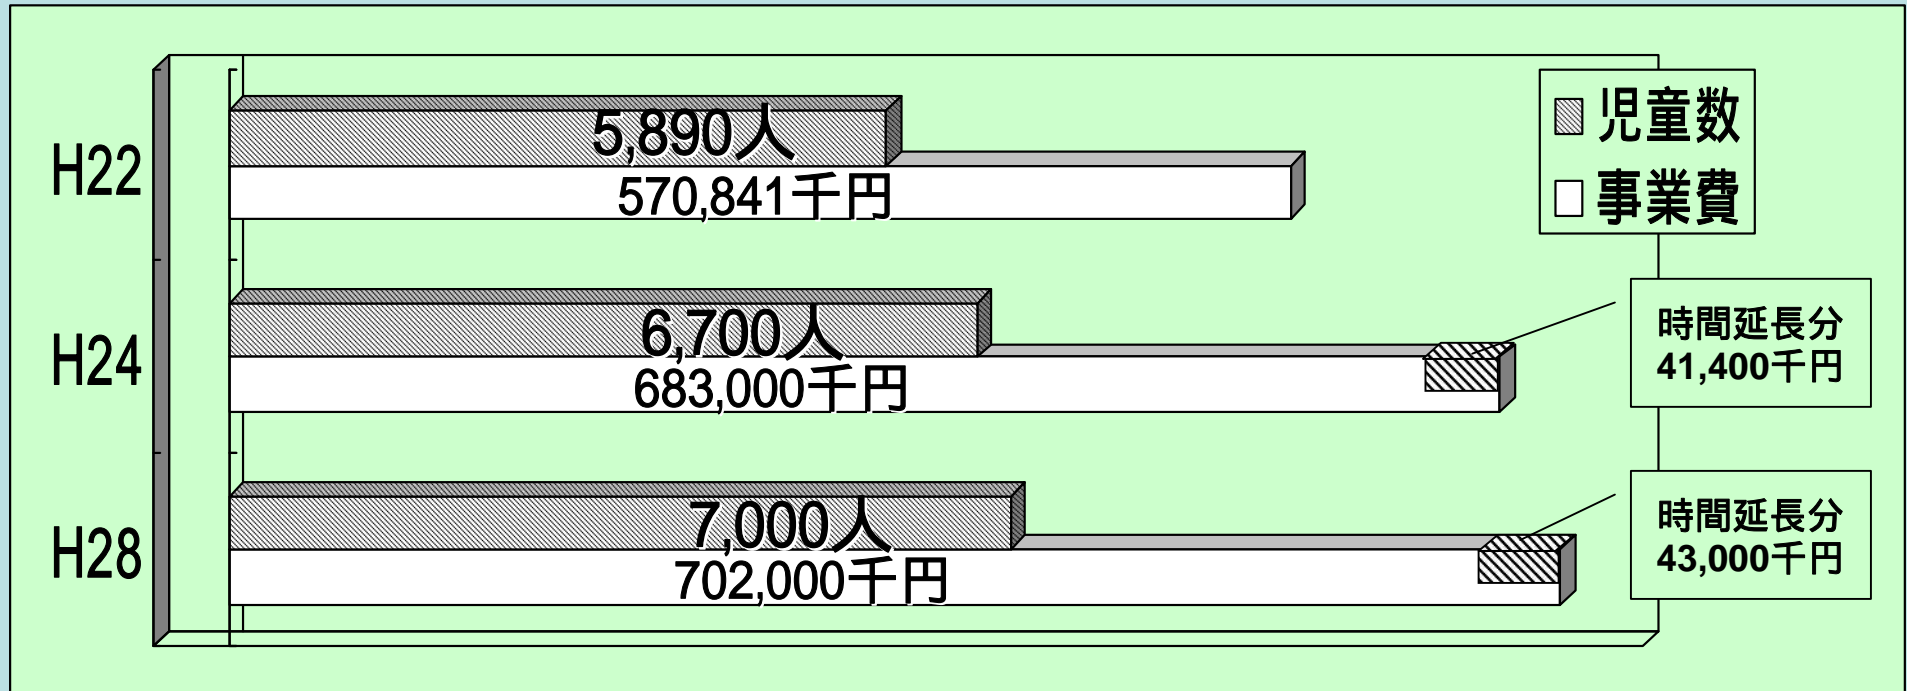 児童数
事業費
H22
5,890人
570,841千円
H24
6,700人
683,000千円
時間延長分
41,400千円
H28
7,000人
702,000千円
時間延長分
43,000千円